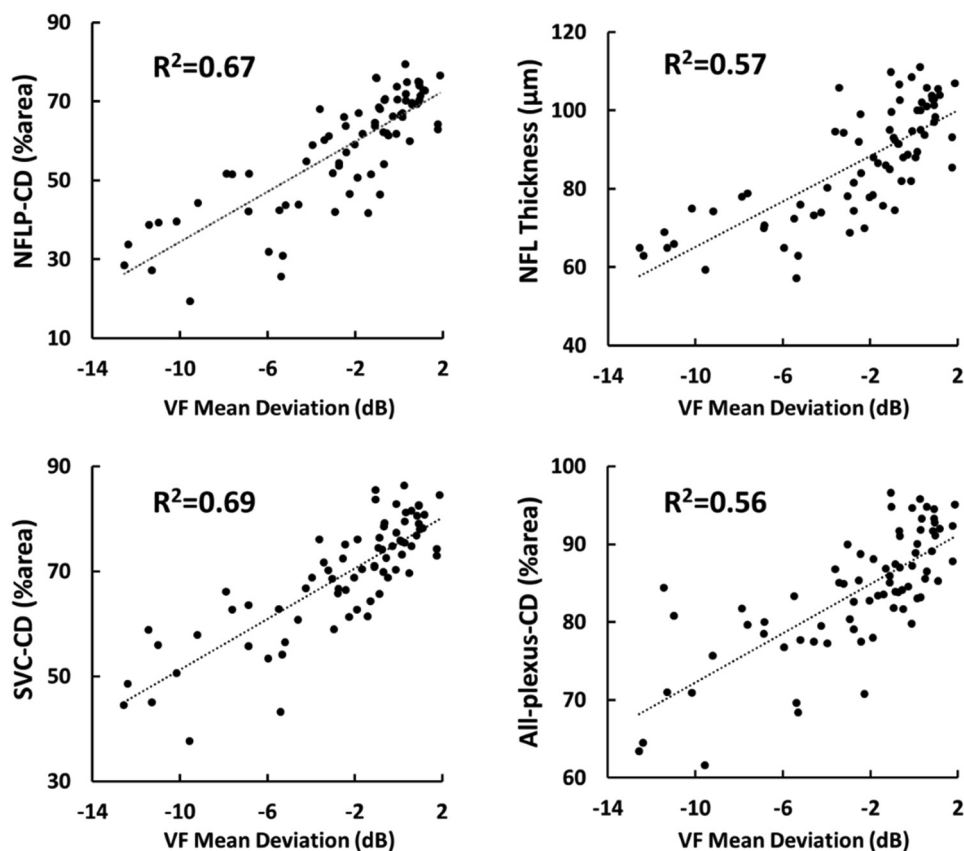 90
70
50
30
10
R²=0.67
NFLP-CD (%area)
-14 -10 -6 -2 2
VF Mean Deviation (dB)
120
100
80
60
40
R²=0.57
NFL Thickness (μm)
-14 -10 -6 -2 2
VF Mean Deviation (dB)
90
70
50
30
R²=0.69
SVC-CD (%area)
-14 -10 -6 -2 2
VF Mean Deviation (dB)
100
90
80
70
60
R²=0.56
All-plexus-CD (%area)
-14 -10 -6 -2 2
VF Mean Deviation (dB)